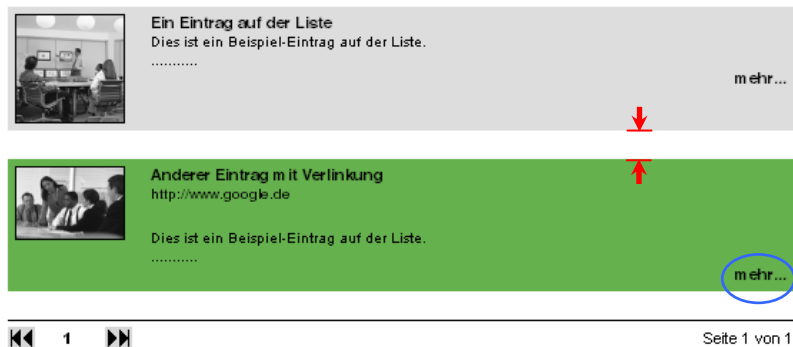 Ein Eintrag auf der Liste
Dies ist ein Beispiel-Eintrag auf der Liste.
...........
mehr...
Anderer Eintrag mit Verlinkung
http://www.google.de
Dies ist ein Beispiel-Eintrag auf der Liste.
...........
mehr...
1
Seite 1 von 1